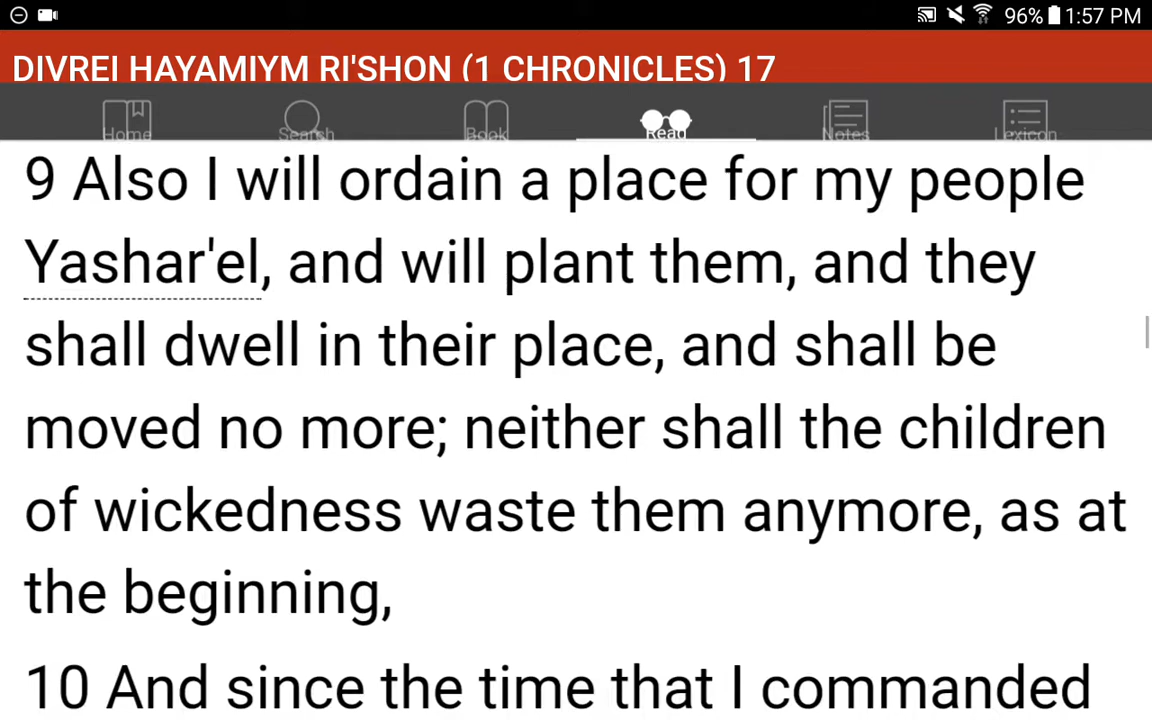 96% 1:57 PM
DIVREI HAYAMIYM RI'SHON (1 CHRONICLES) 17
Home Search Book Read Notes Lexicon
9 Also I will ordain a place for my people
Yashar'el, and will plant them, and they
shall dwell in their place, and shall be
moved no more; neither shall the children
of wickedness waste them anymore, as at
the beginning,
10 And since the time that I commanded